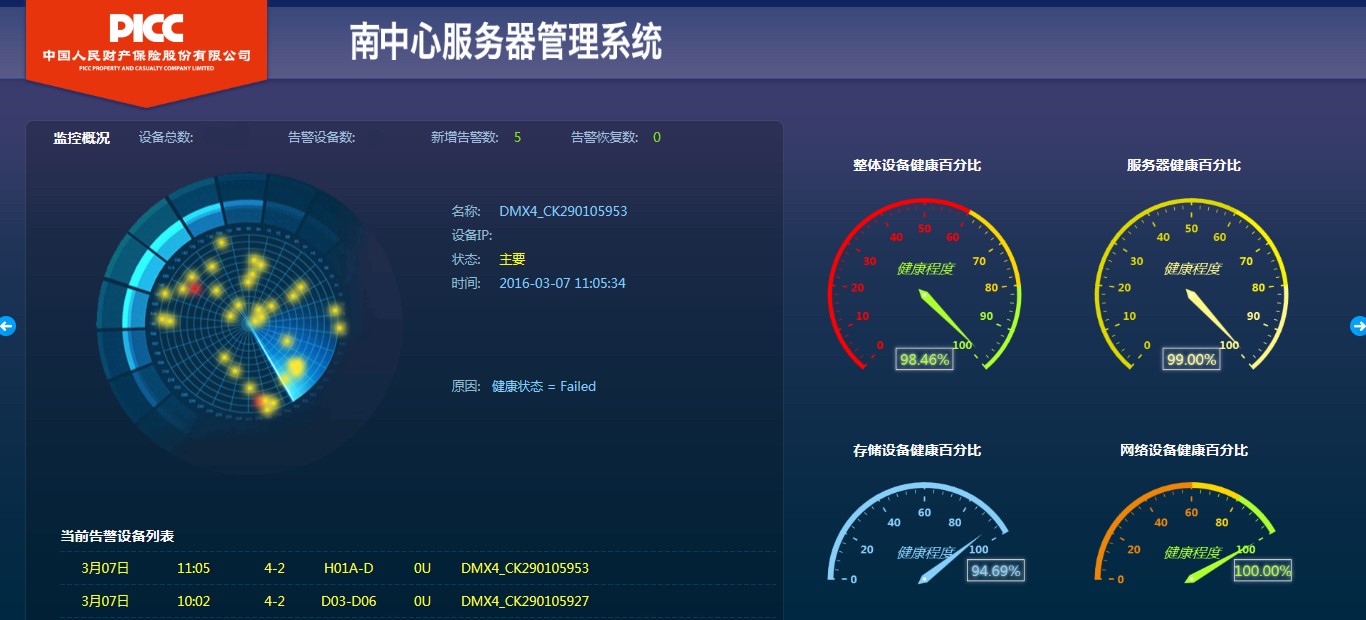 PICC
中国人民财产保险股份有限公司
PICC PROPERTY AND CASUALTY COMPANY LIMITED
南中心服务器管理系统
监控概况 设备总数: 告警设备数: 新增告警数: 5 告警恢复数: 0
名称: DMX4_CK290105953
设备IP:
状态: 主要
时间: 2016-03-07 11:05:34
原因: 健康状态 = Failed
当前告警设备列表
3月07日 11:05 4-2 H01A-D 0U DMX4_CK290105953
3月07日 10:02 4-2 D03-D06 0U DMX4_CK290105927
整体设备健康百分比
0 10 20 30 40 50 60 70 80 90 100
健康程度
98.46%
服务器健康百分比
0 10 20 30 40 50 60 70 80 90 100
健康程度
99.00%
存储设备健康百分比
0 20 40 60 80 100
健康程度
94.69%
网络设备健康百分比
0 20 40 60 80 100
健康程度
100.00%